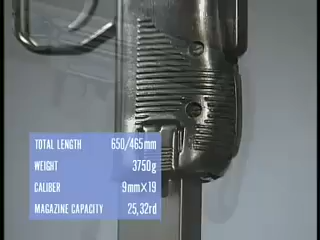 TOTAL LENGTH 650/465mm
WEIGHT 3750g
CALIBER 9mm×19
MAGAZINE CAPACITY 25,32rd